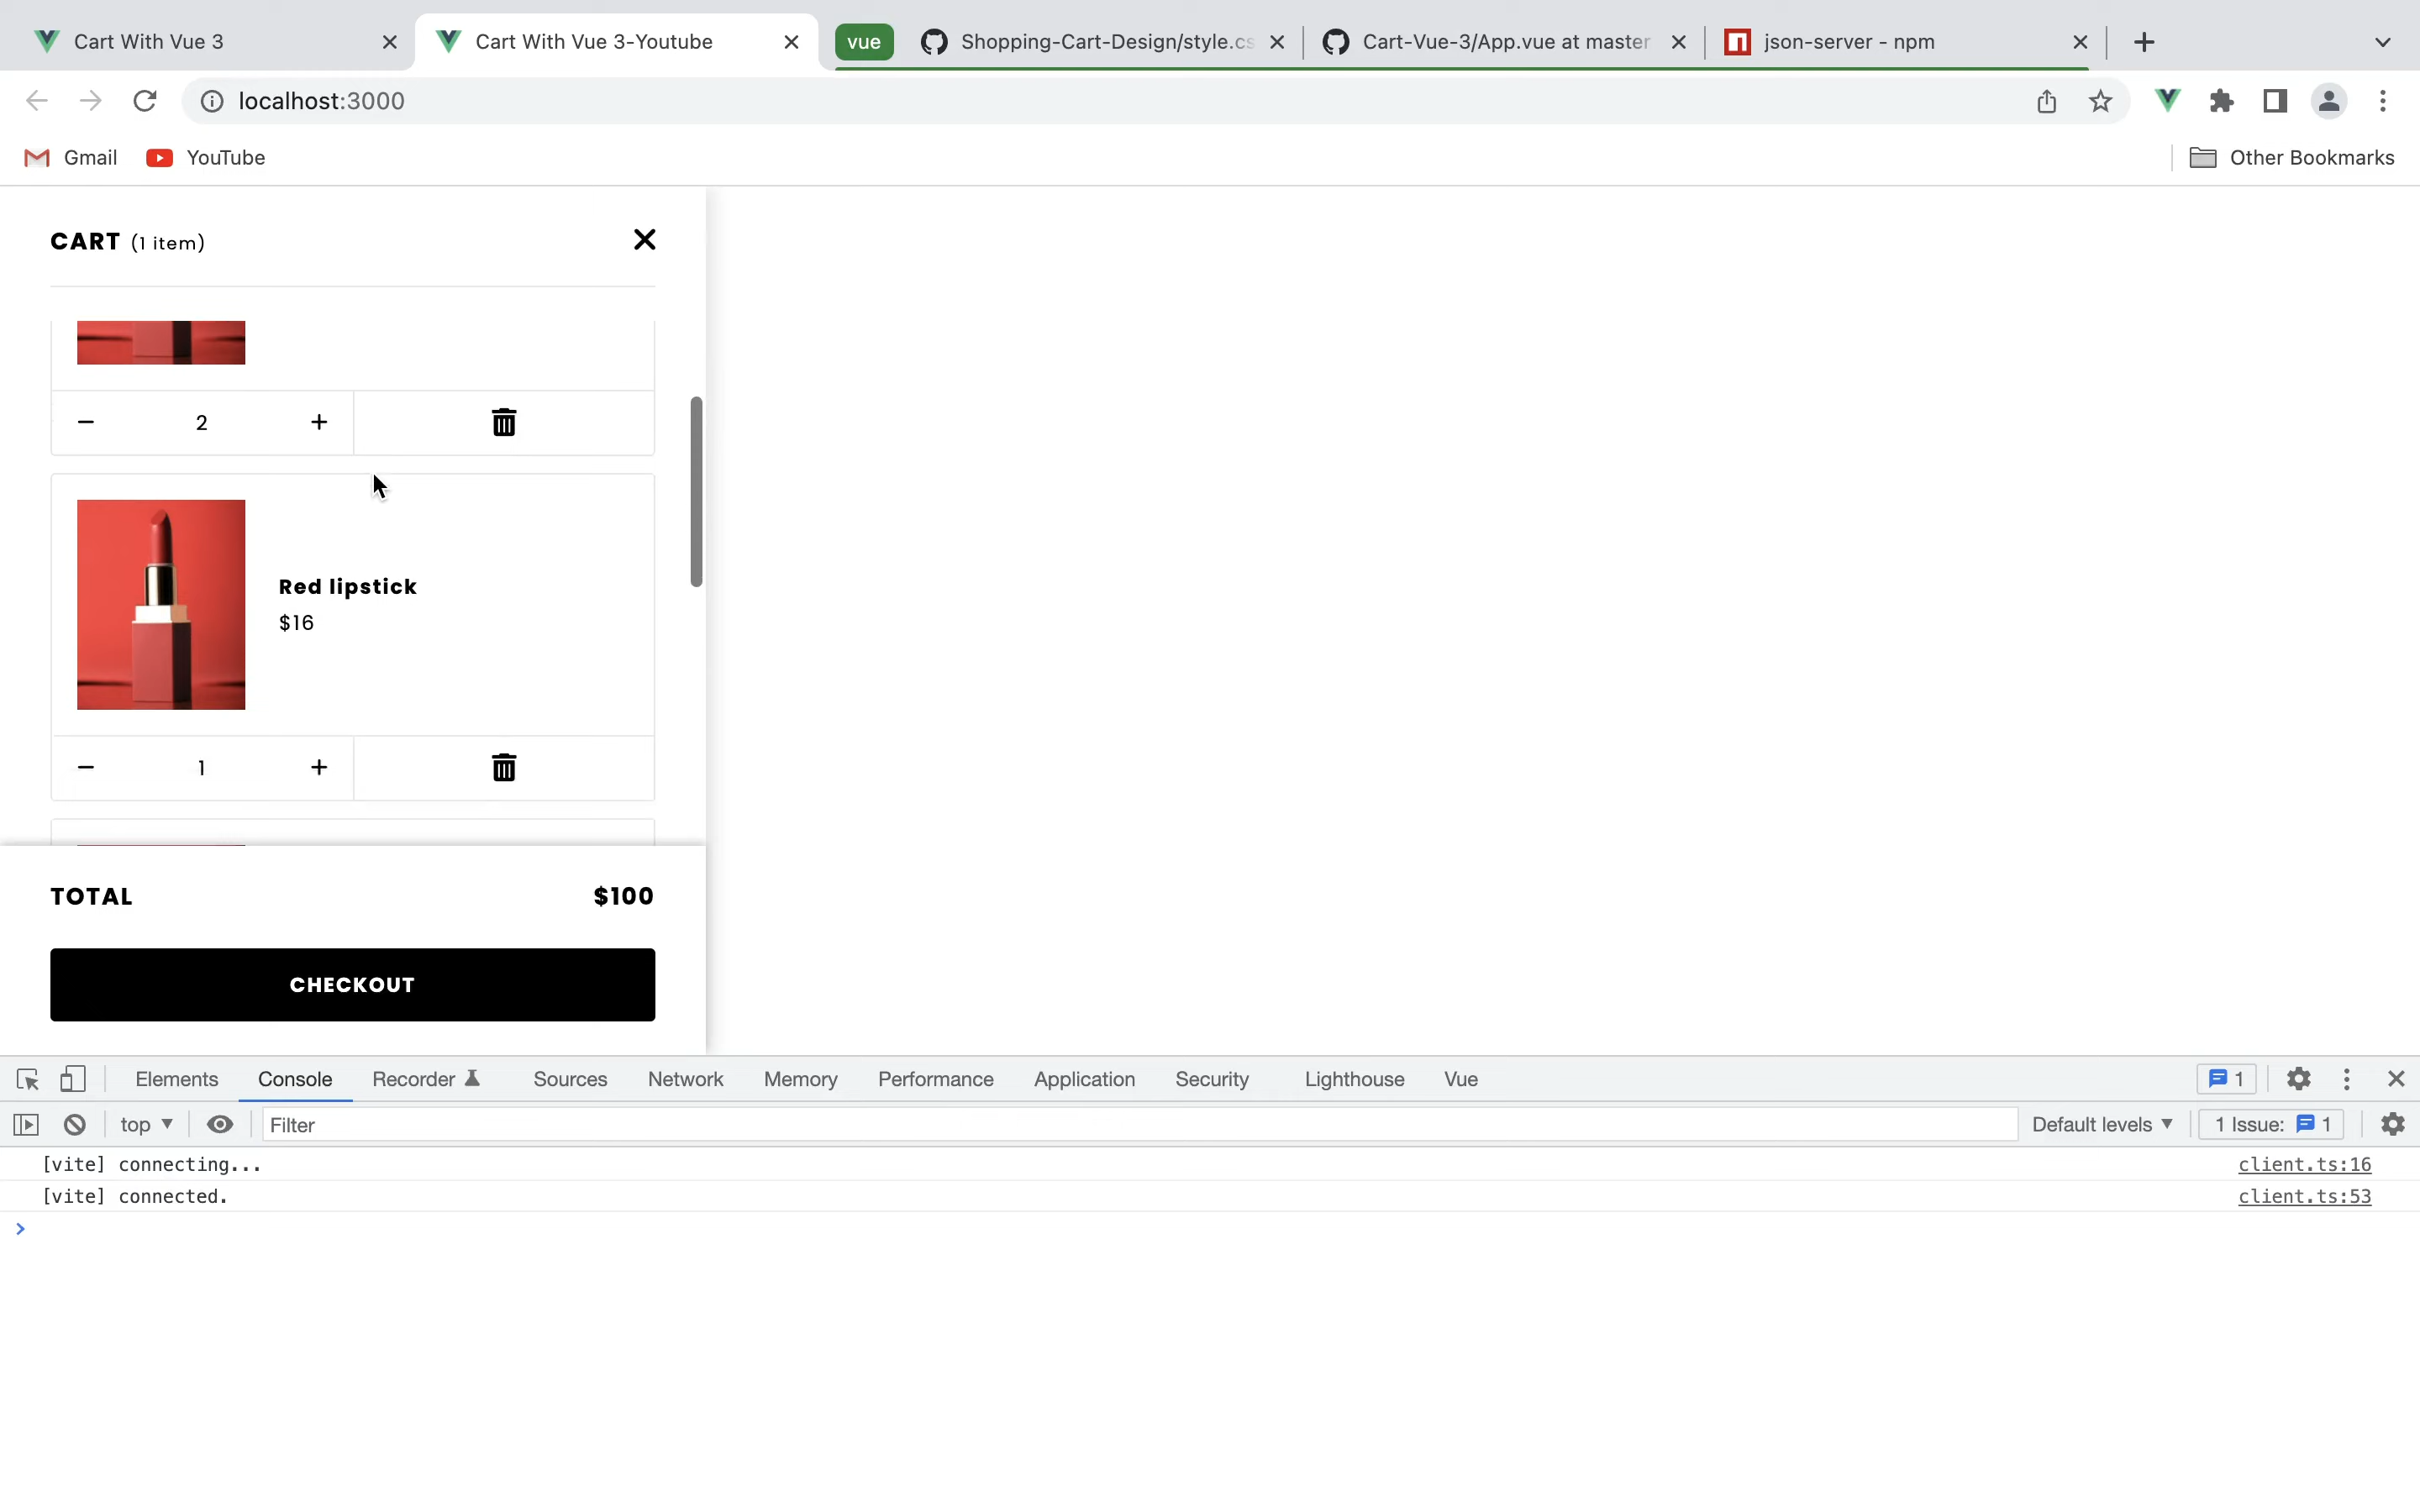 Cart With Vue 3
Cart With Vue 3-Youtube
vue
Shopping-Cart-Design/style.cs
Cart-Vue-3/App.vue at master
json-server - npm
localhost:3000
Gmail
YouTube
Other Bookmarks
CART (1 item)
− 2 +
Red lipstick
$16
− 1 +
TOTAL $100
CHECKOUT
Elements Console Recorder Sources Network Memory Performance Application Security Lighthouse Vue 1
top ▼ Filter Default levels ▼ 1 Issue: 1
[vite] connecting... client.ts:16
[vite] connected. client.ts:53